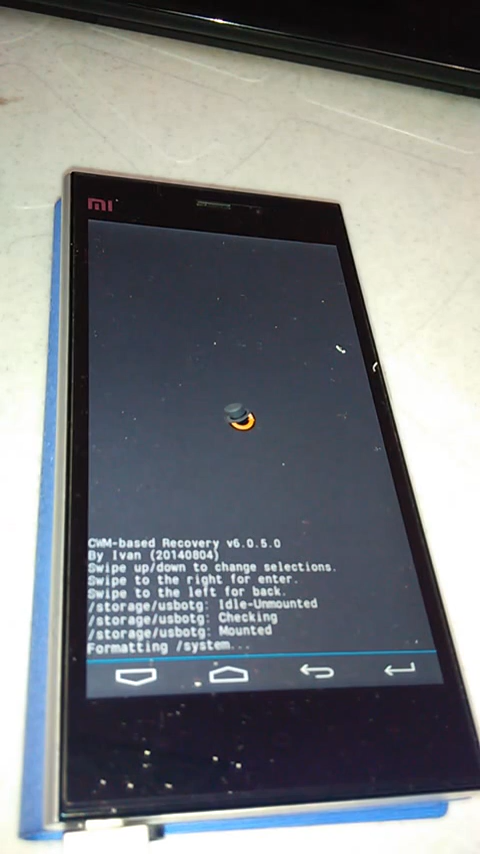 MI
CWM-based Recovery v6.0.5.0
By Ivan (20140804)
Swipe up/down to change selections.
Swipe to the right for enter.
Swipe to the left for back.
/storage/usbotg: Idle-Unmounted
/storage/usbotg: Checking
/storage/usbotg: Mounted
Formatting /system...